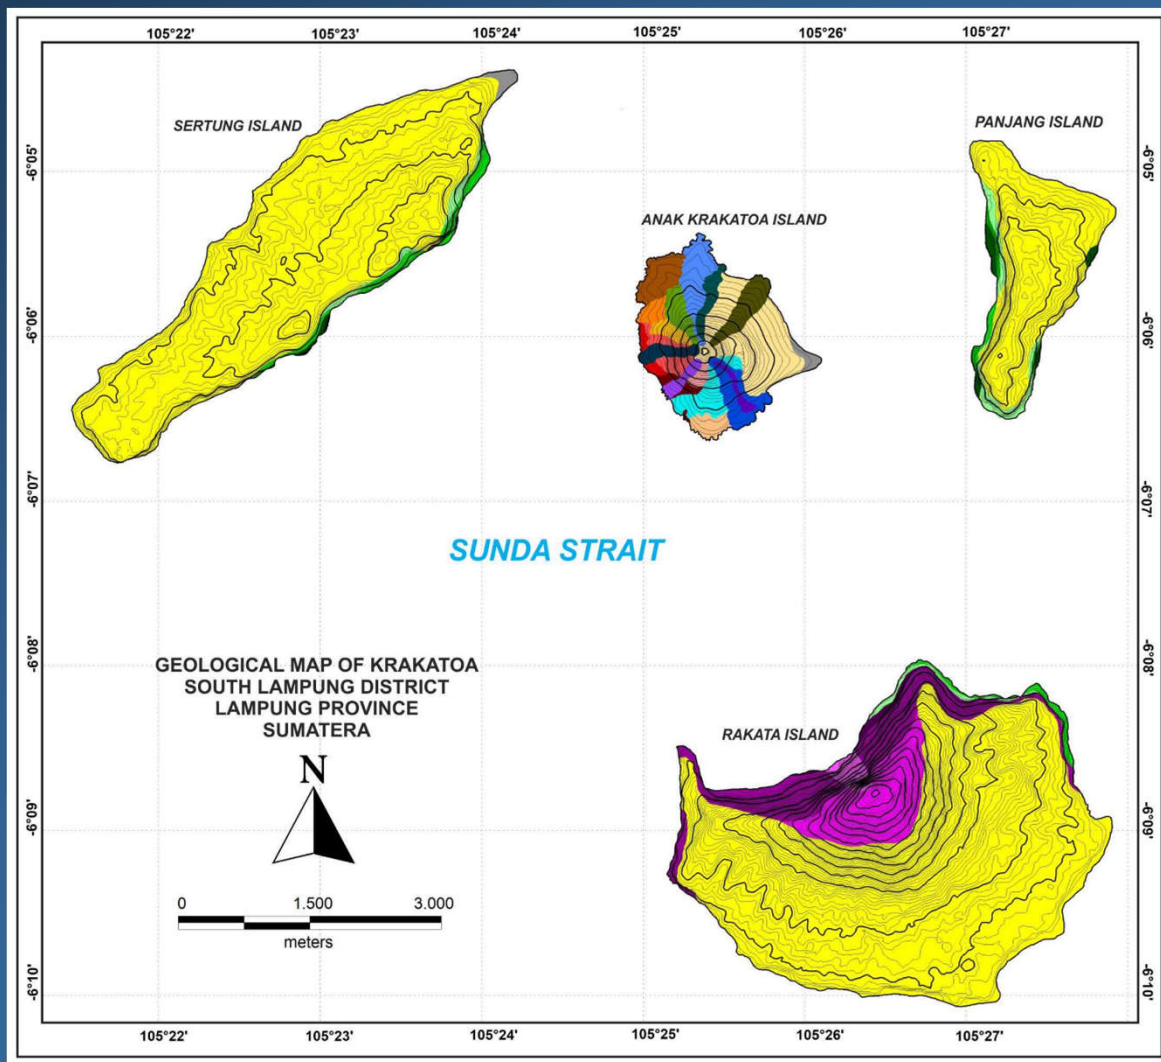 105°22' 105°23' 105°24' 105°25' 105°26' 105°27'
SERTUNG ISLAND
PANJANG ISLAND
-6°05' -6°05'
ANAK KRAKATOA ISLAND
-6°06' -6°06'
-6°07' -6°07'
SUNDA STRAIT
GEOLOGICAL MAP OF KRAKATOA
SOUTH LAMPUNG DISTRICT
LAMPUNG PROVINCE
SUMATERA
-6°08' -6°08'
RAKATA ISLAND
N
-6°09' -6°09'
0 1.500 3.000
meters
-6°10' -6°10'
105°22' 105°23' 105°24' 105°25' 105°26' 105°27'